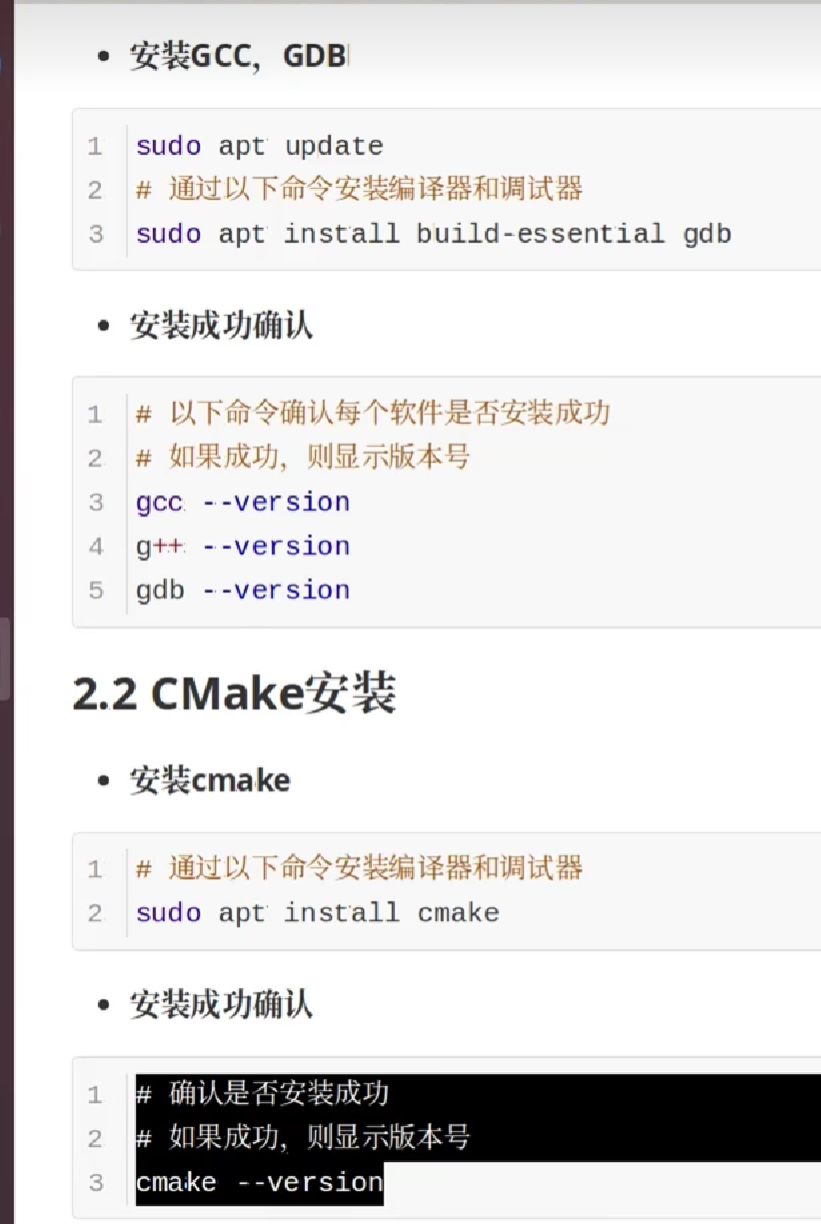 • 安装GCC，GDB
1 sudo apt update
2 # 通过以下命令安装编译器和调试器
3 sudo apt install build-essential gdb
• 安装成功确认
1 # 以下命令确认每个软件是否安装成功
2 # 如果成功，则显示版本号
3 gcc --version
4 g++ --version
5 gdb --version
2.2 CMake安装
• 安装cmake
1 # 通过以下命令安装编译器和调试器
2 sudo apt install cmake
• 安装成功确认
1 # 确认是否安装成功
2 # 如果成功，则显示版本号
3 cmake --version